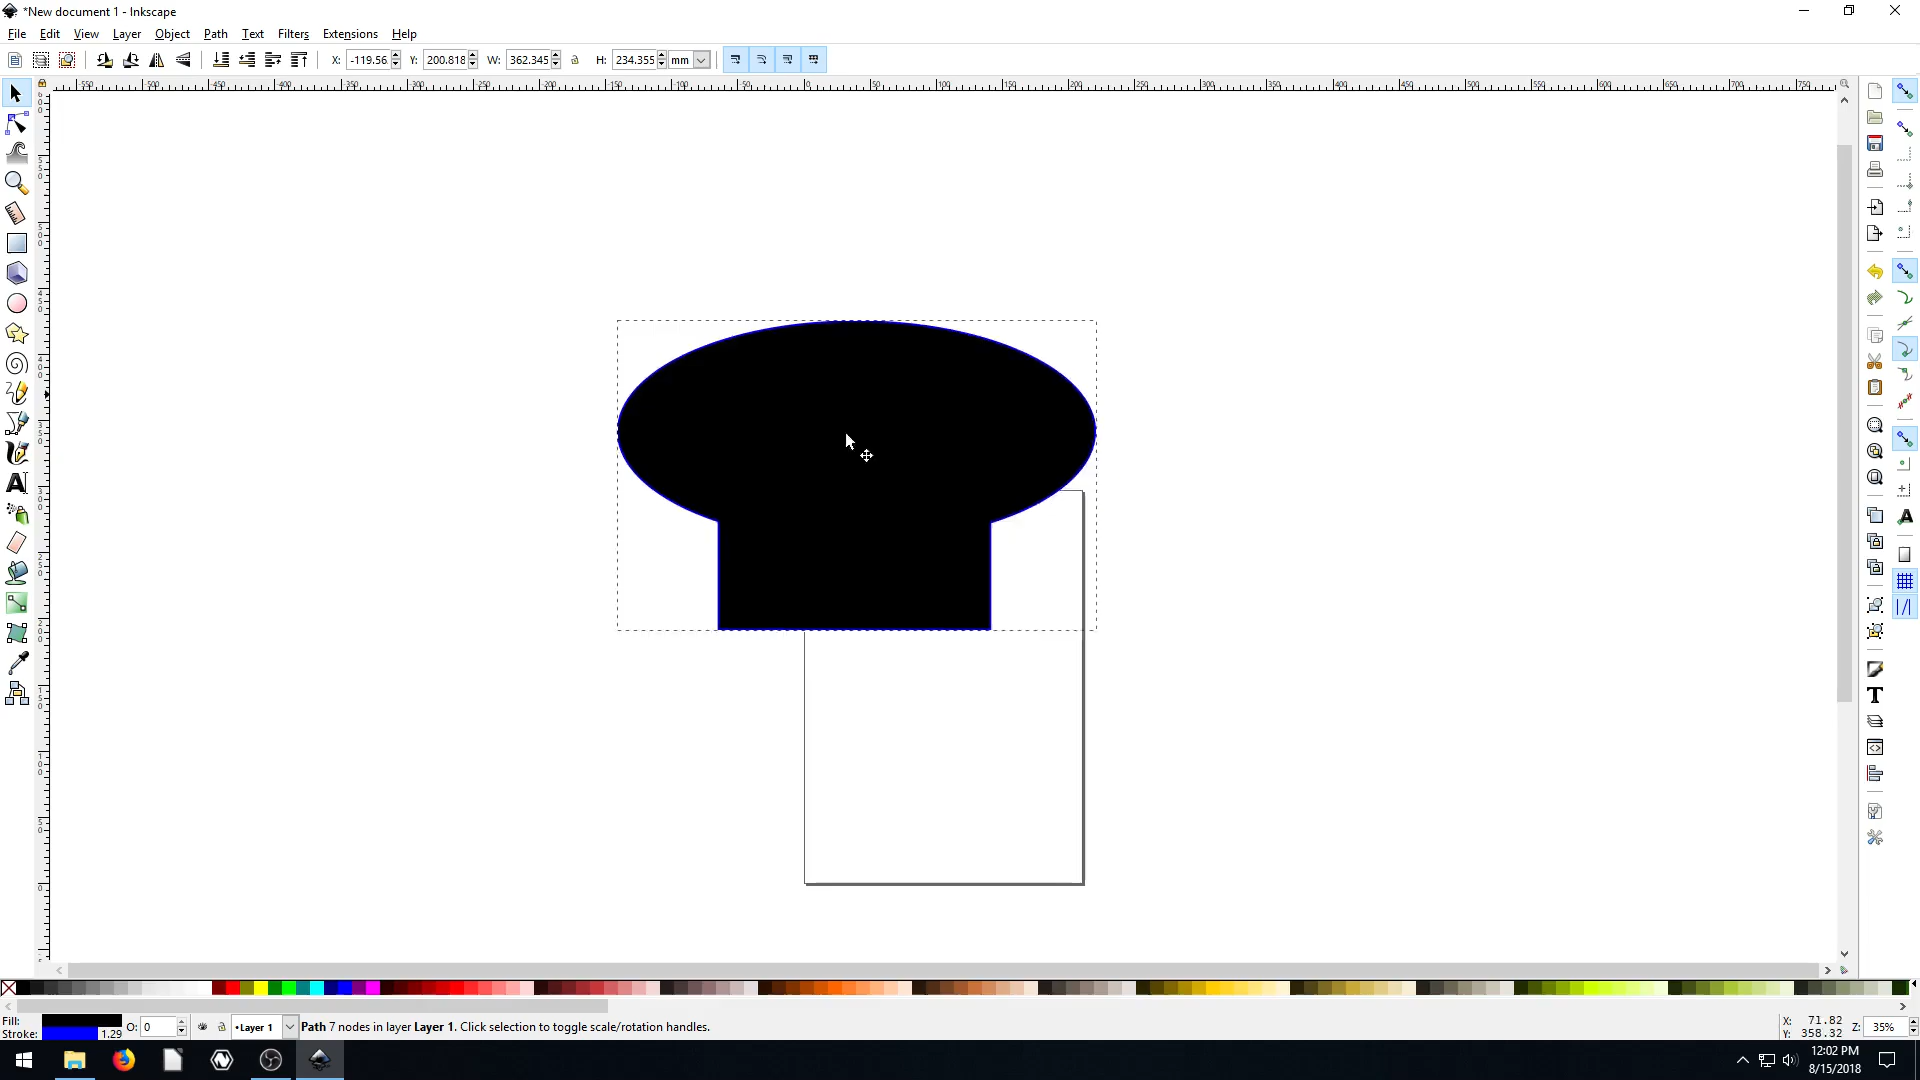 *New document 1 - Inkscape
File Edit View Layer Object Path Text Filters Extensions Help
X: -119.56 Y: 200.818 W: 362.345 H: 234.355 mm
Fill:
Stroke: 1.29 O: 0 •Layer 1 Path 7 nodes in layer Layer 1. Click selection to toggle scale/rotation handles.
X: 71.82
Y: 358.32 Z: 35%
12:02 PM
8/15/2018